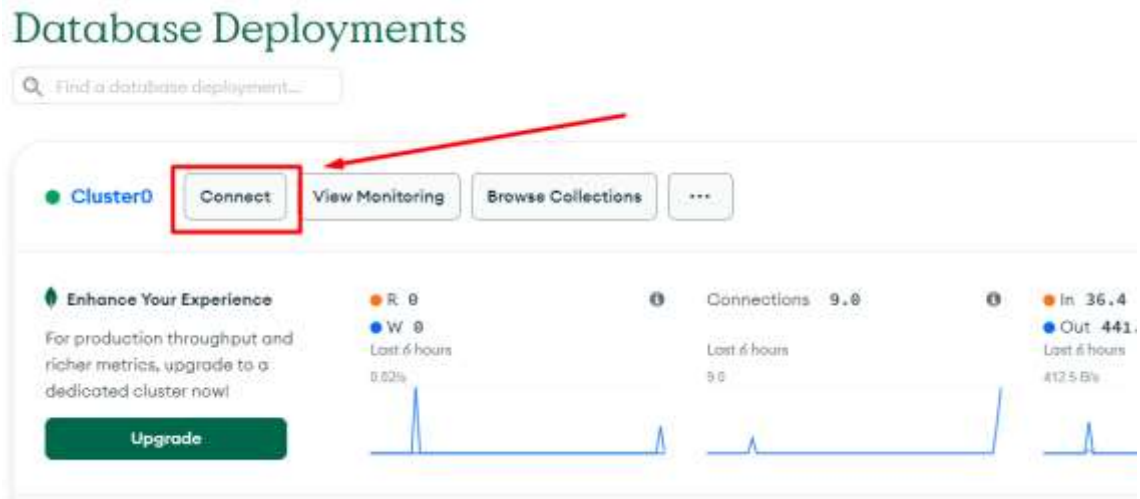 Database Deployments
Find a database deployment...
Cluster0 Connect View Monitoring Browse Collections ...
Enhance Your Experience
For production throughput and
richer metrics, upgrade to a
dedicated cluster now!
Upgrade
R 0
W 0
Last 6 hours
0.02/s
Connections 9.0
Last 6 hours
9.0
In 36.4
Out 441.
Last 6 hours
412.5 B/s